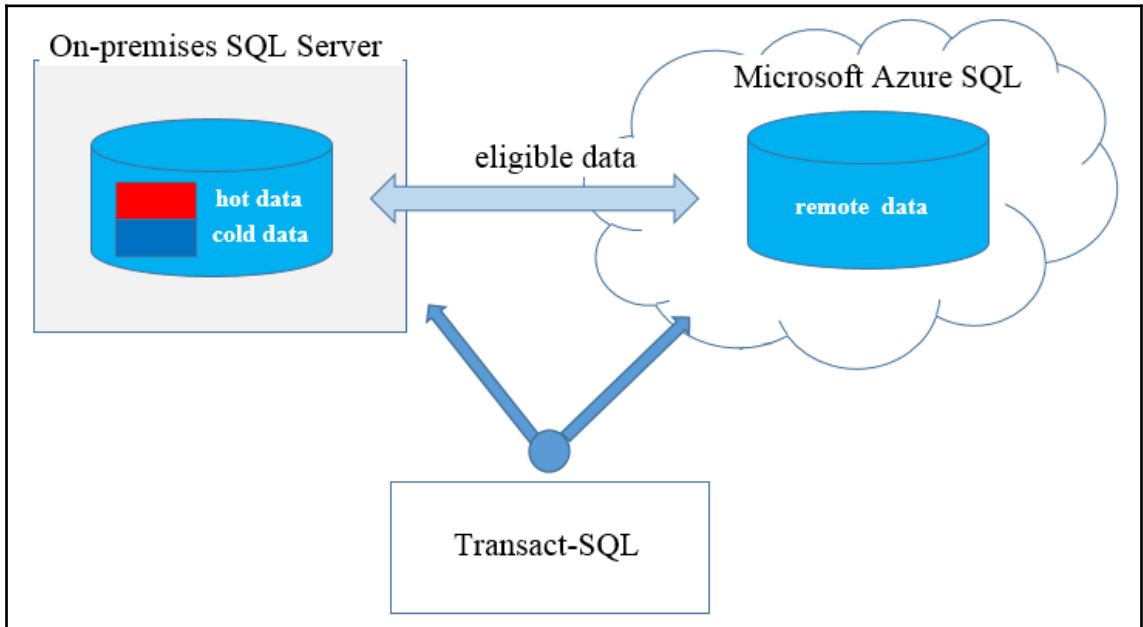 On-premises SQL Server
Microsoft Azure SQL
eligible data
hot data
cold data
remote data
Transact-SQL